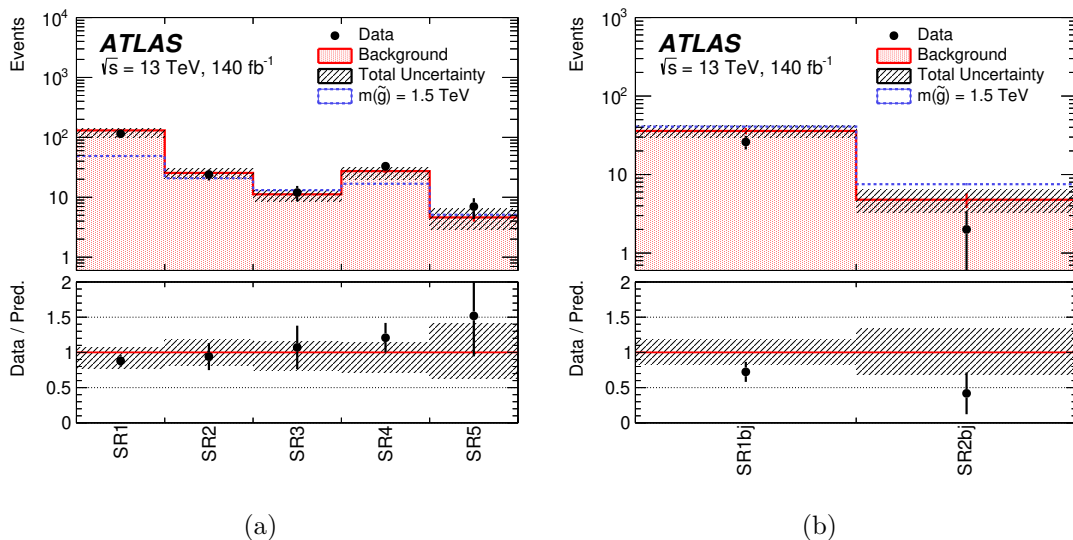 Events
10⁴
10³
10²
10
1
ATLAS
√s = 13 TeV, 140 fb⁻¹
Data
Background
Total Uncertainty
m(g̃) = 1.5 TeV
Data / Pred.
2
1.5
1
0.5
0
SR1
SR2
SR3
SR4
SR5
(a)
Events
10³
10²
10
1
ATLAS
√s = 13 TeV, 140 fb⁻¹
Data
Background
Total Uncertainty
m(g̃) = 1.5 TeV
Data / Pred.
2
1.5
1
0.5
0
SR1bj
SR2bj
(b)